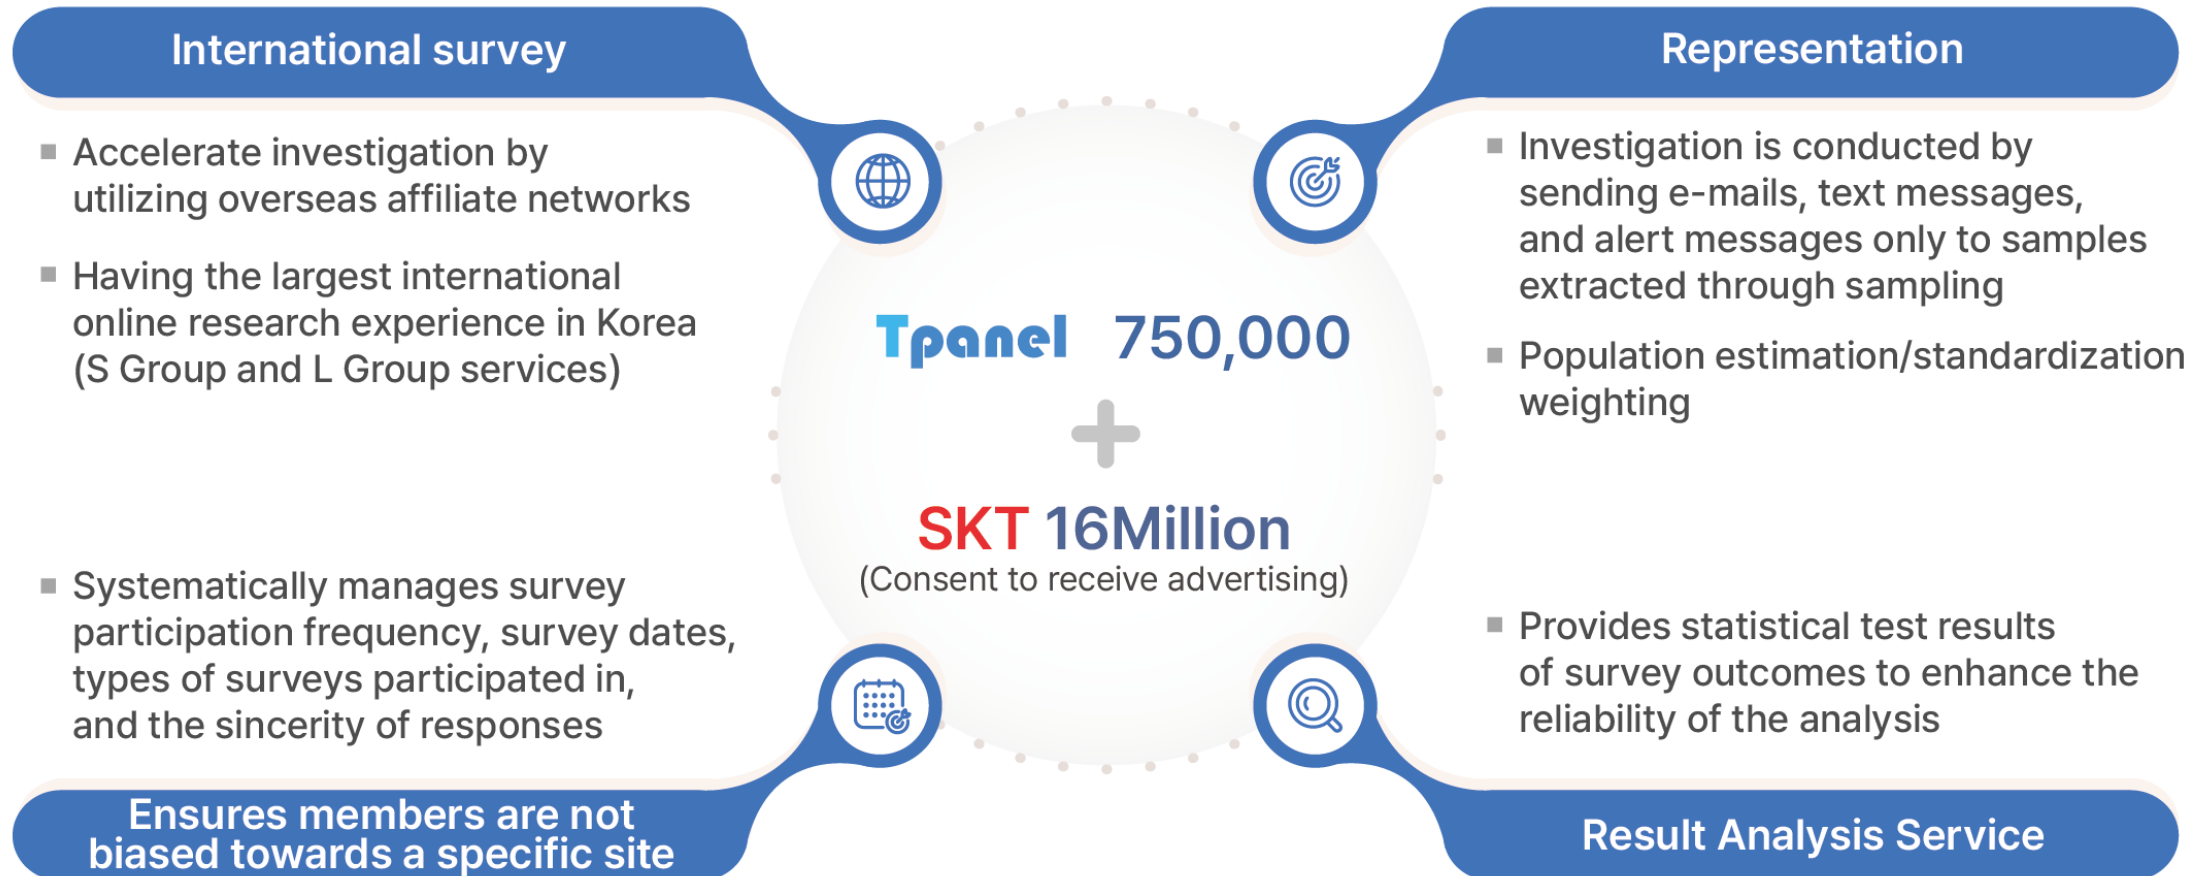 International survey
Accelerate investigation by
utilizing overseas affiliate networks
Having the largest international
online research experience in Korea
(S Group and L Group services)
Representation
Investigation is conducted by
sending e-mails, text messages,
and alert messages only to samples
extracted through sampling
Population estimation/standardization
weighting
Tpanel 750,000
+
SKT 16Million
(Consent to receive advertising)
Systematically manages survey
participation frequency, survey dates,
types of surveys participated in,
and the sincerity of responses
Ensures members are not
biased towards a specific site
Provides statistical test results
of survey outcomes to enhance the
reliability of the analysis
Result Analysis Service